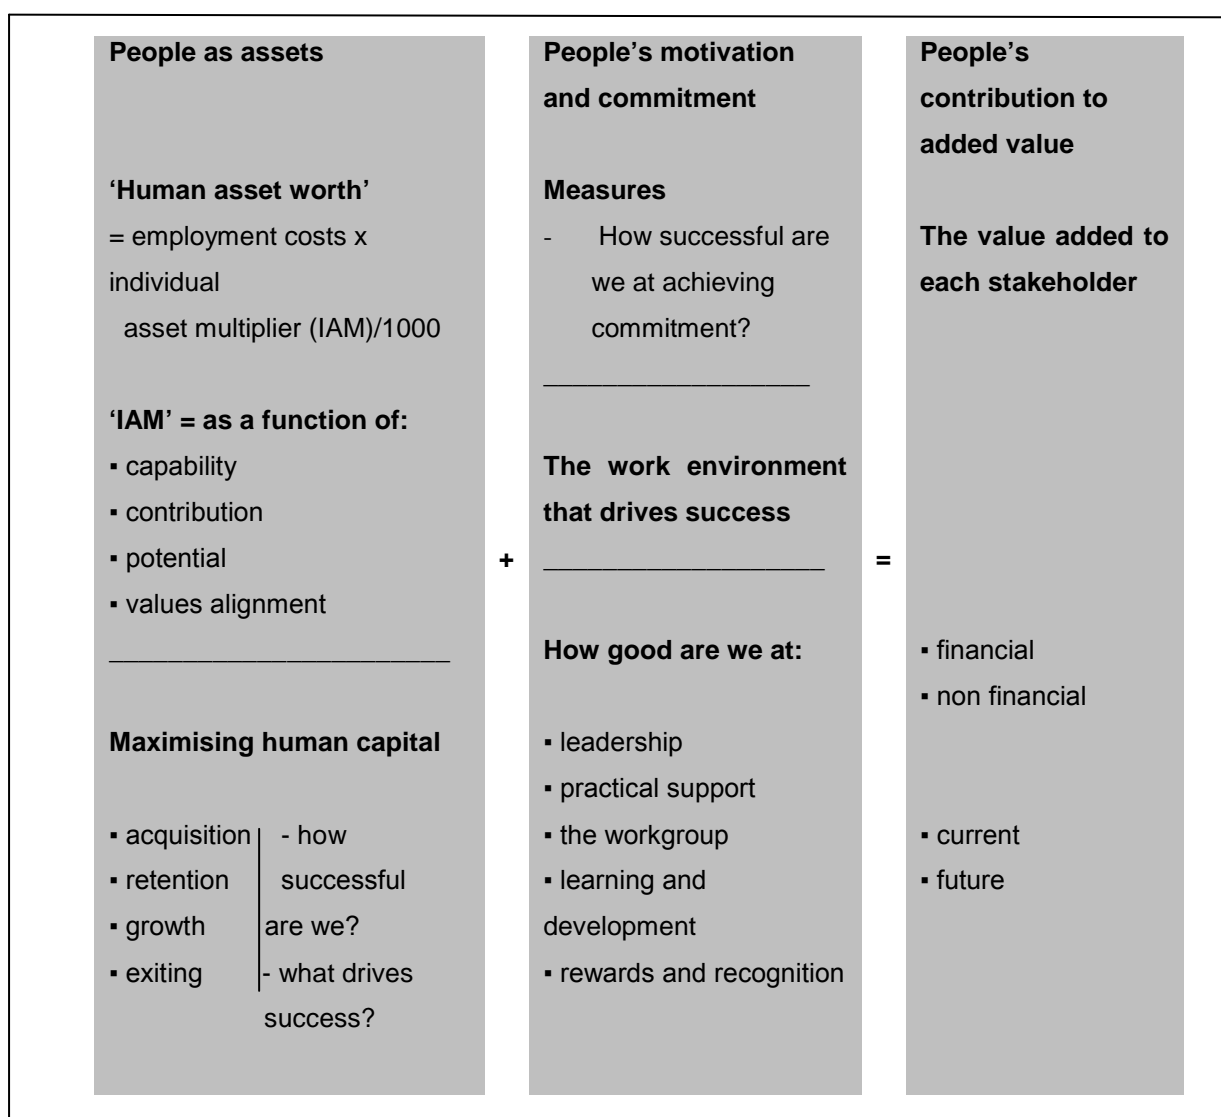 People as assets
‘Human asset worth’
= employment costs x
individual
asset multiplier (IAM)/1000
‘IAM’ = as a function of:
▪ capability
▪ contribution
▪ potential
▪ values alignment
_______________________
Maximising human capital
▪ acquisition - how
▪ retention successful
▪ growth are we?
▪ exiting - what drives
success?
+
People’s motivation
and commitment
Measures
- How successful are
we at achieving
commitment?
__________________
The work environment
that drives success
___________________
How good are we at:
▪ leadership
▪ practical support
▪ the workgroup
▪ learning and
development
▪ rewards and recognition
=
People’s
contribution to
added value
The value added to
each stakeholder
▪ financial
▪ non financial
▪ current
▪ future